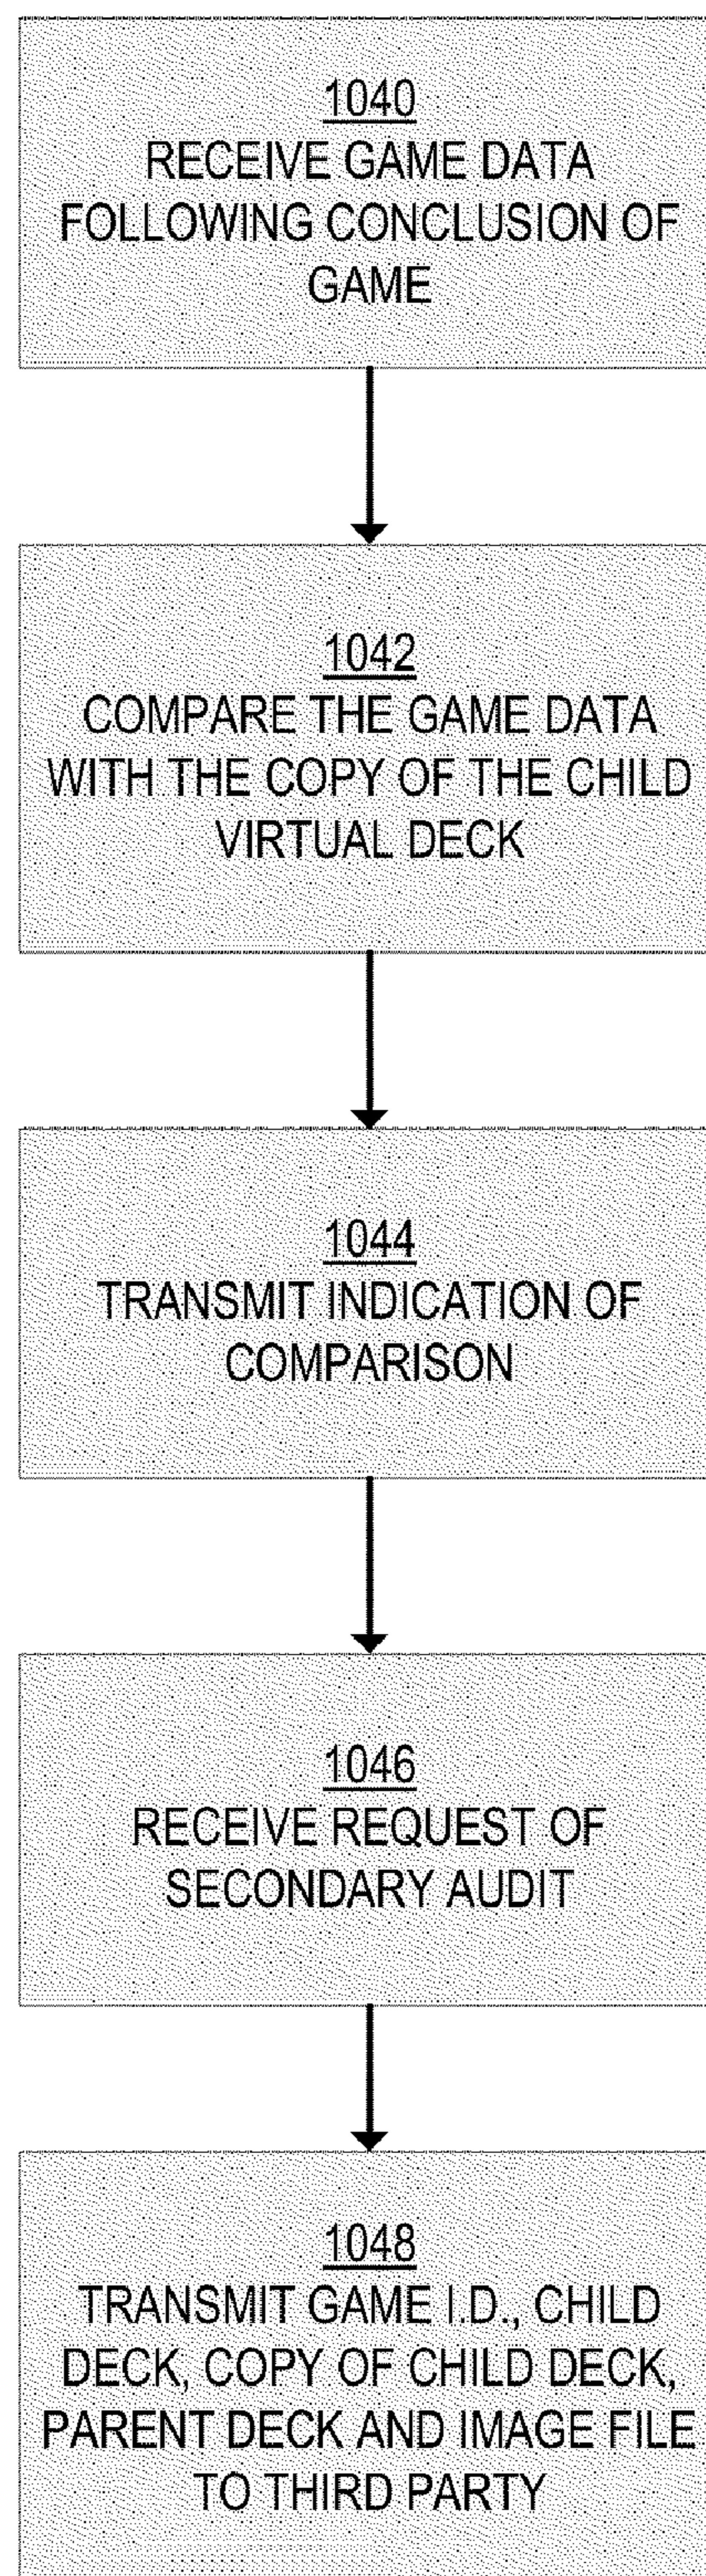 1040
RECEIVE GAME DATA
FOLLOWING CONCLUSION OF
GAME
1042
COMPARE THE GAME DATA
WITH THE COPY OF THE CHILD
VIRTUAL DECK
1044
TRANSMIT INDICATION OF
COMPARISON
1046
RECEIVE REQUEST OF
SECONDARY AUDIT
1048
TRANSMIT GAME I.D., CHILD
DECK, COPY OF CHILD DECK,
PARENT DECK AND IMAGE FILE
TO THIRD PARTY